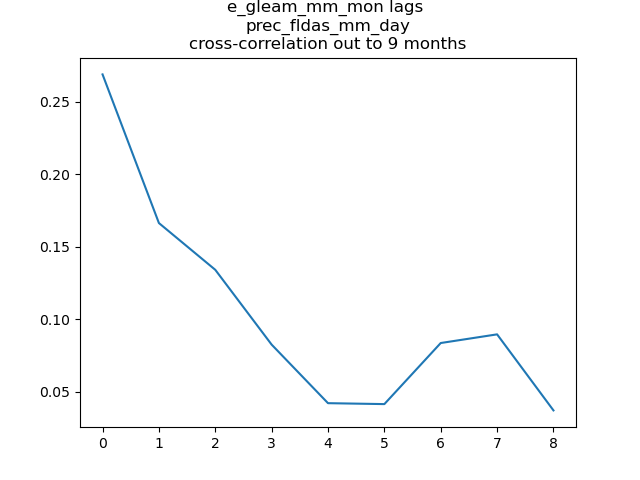 e_gleam_mm_mon lags
prec_fldas_mm_day
cross-correlation out to 9 months
0.25
0.20
0.15
0.10
0.05
0 1 2 3 4 5 6 7 8